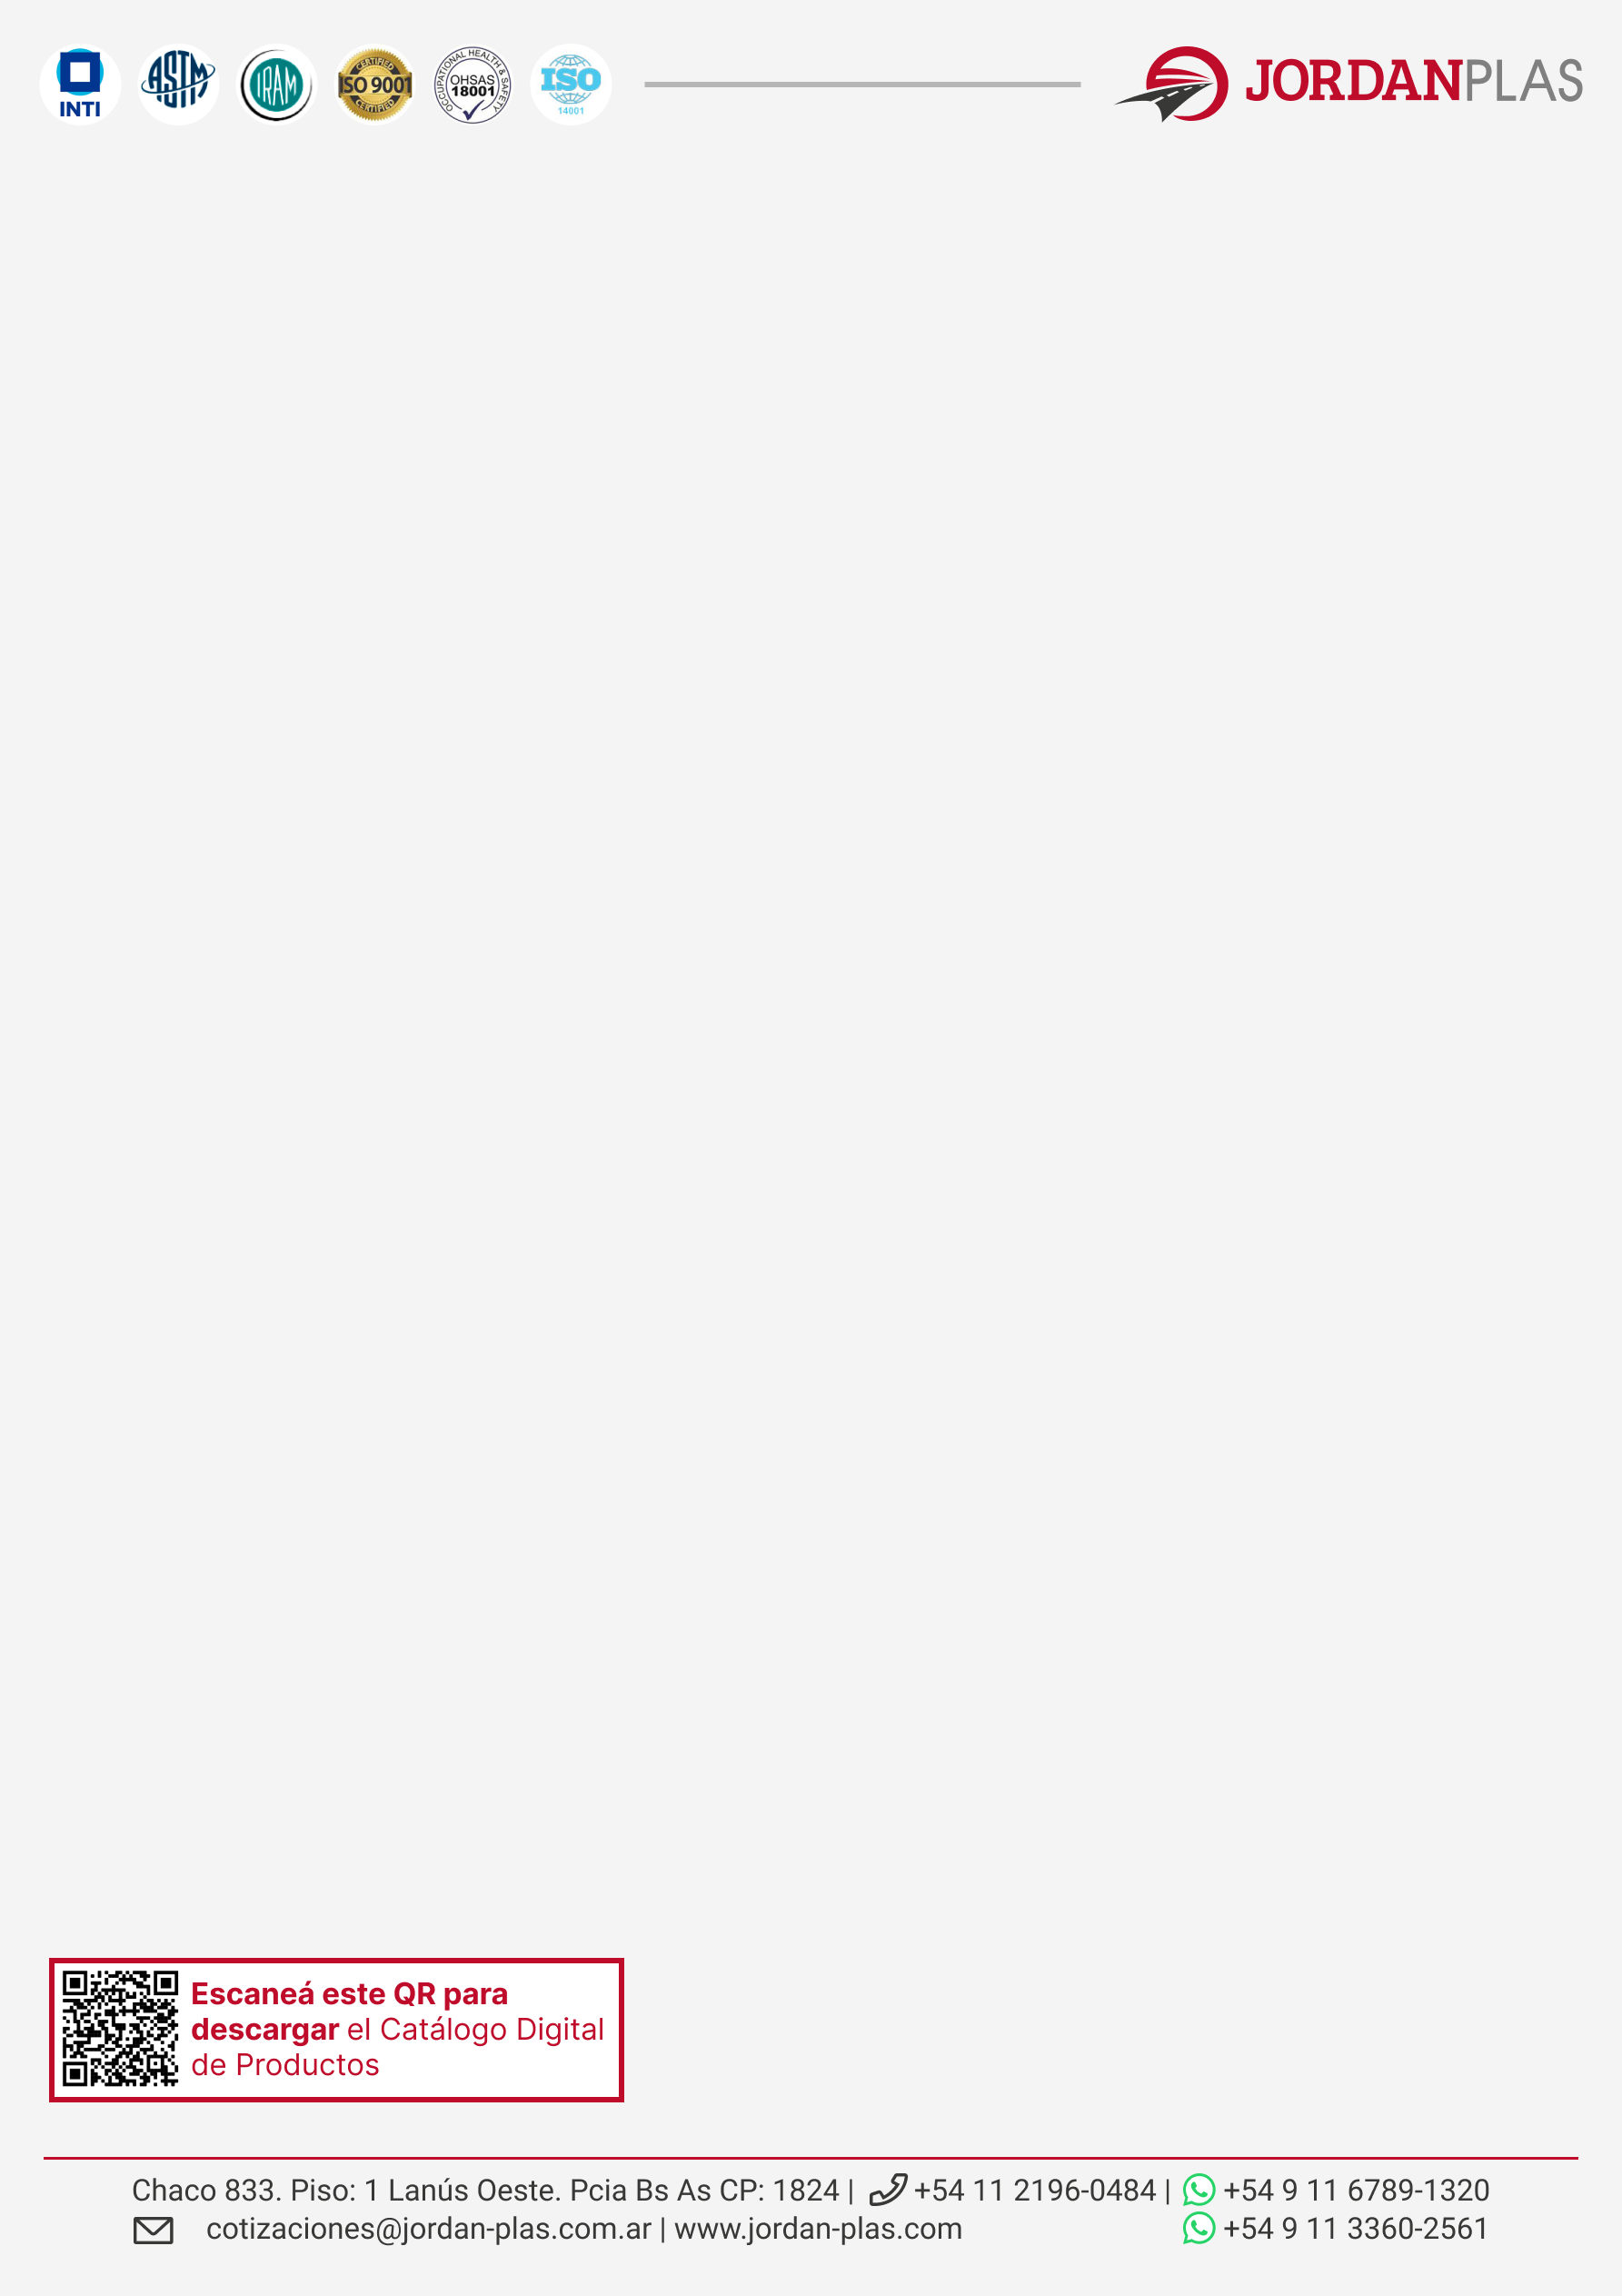 INTI
ASTM
IRAM
CERTIFIED
ISO 9001
CERTIFIED
OCCUPATIONAL HEALTH & SAFETY
OHSAS
18001
ISO
14001
JORDANPLAS
Escaneá este QR para
descargar el Catálogo Digital
de Productos
Chaco 833. Piso: 1 Lanús Oeste. Pcia Bs As CP: 1824 | +54 11 2196-0484 | +54 9 11 6789-1320
cotizaciones@jordan-plas.com.ar | www.jordan-plas.com +54 9 11 3360-2561